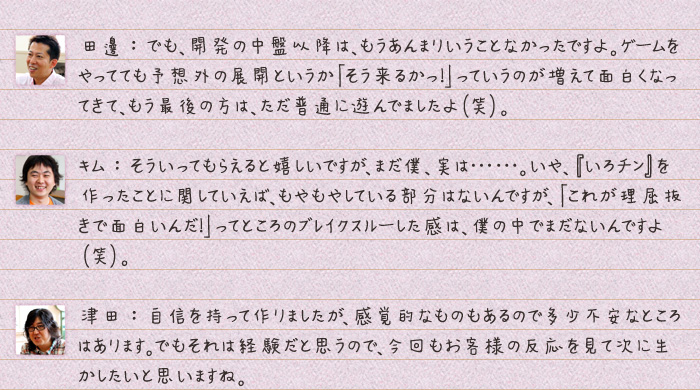 田邊：でも、開発の中盤以降は、もうあんまりいうことなかったですよ。ゲームを
やってても予想外の展開というか「そう来るかっ!」っていうのが増えて面白くなっ
てきて、もう最後の方は、ただ普通に遊んでましたよ（笑）。
キム：そういってもらえると嬉しいですが、まだ僕、実は……。いや、『いろチン』を
作ったことに関していえば、もやもやしている部分はないんですが、「これが理屈抜
きで面白いんだ!」ってところのブレイクスルーした感は、僕の中でまだないんですよ
（笑）。
津田：自信を持って作りましたが、感覚的なものもあるので多少不安なところ
はあります。でもそれは経験だと思うので、今回もお客様の反応を見て次に生
かしたいと思いますね。